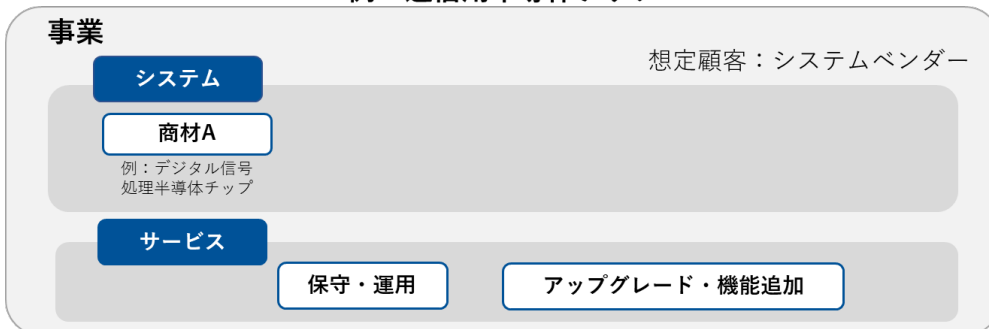 事業
想定顧客：システムベンダー
システム
商材A
例：デジタル信号
処理半導体チップ
サービス
保守・運用
アップグレード・機能追加